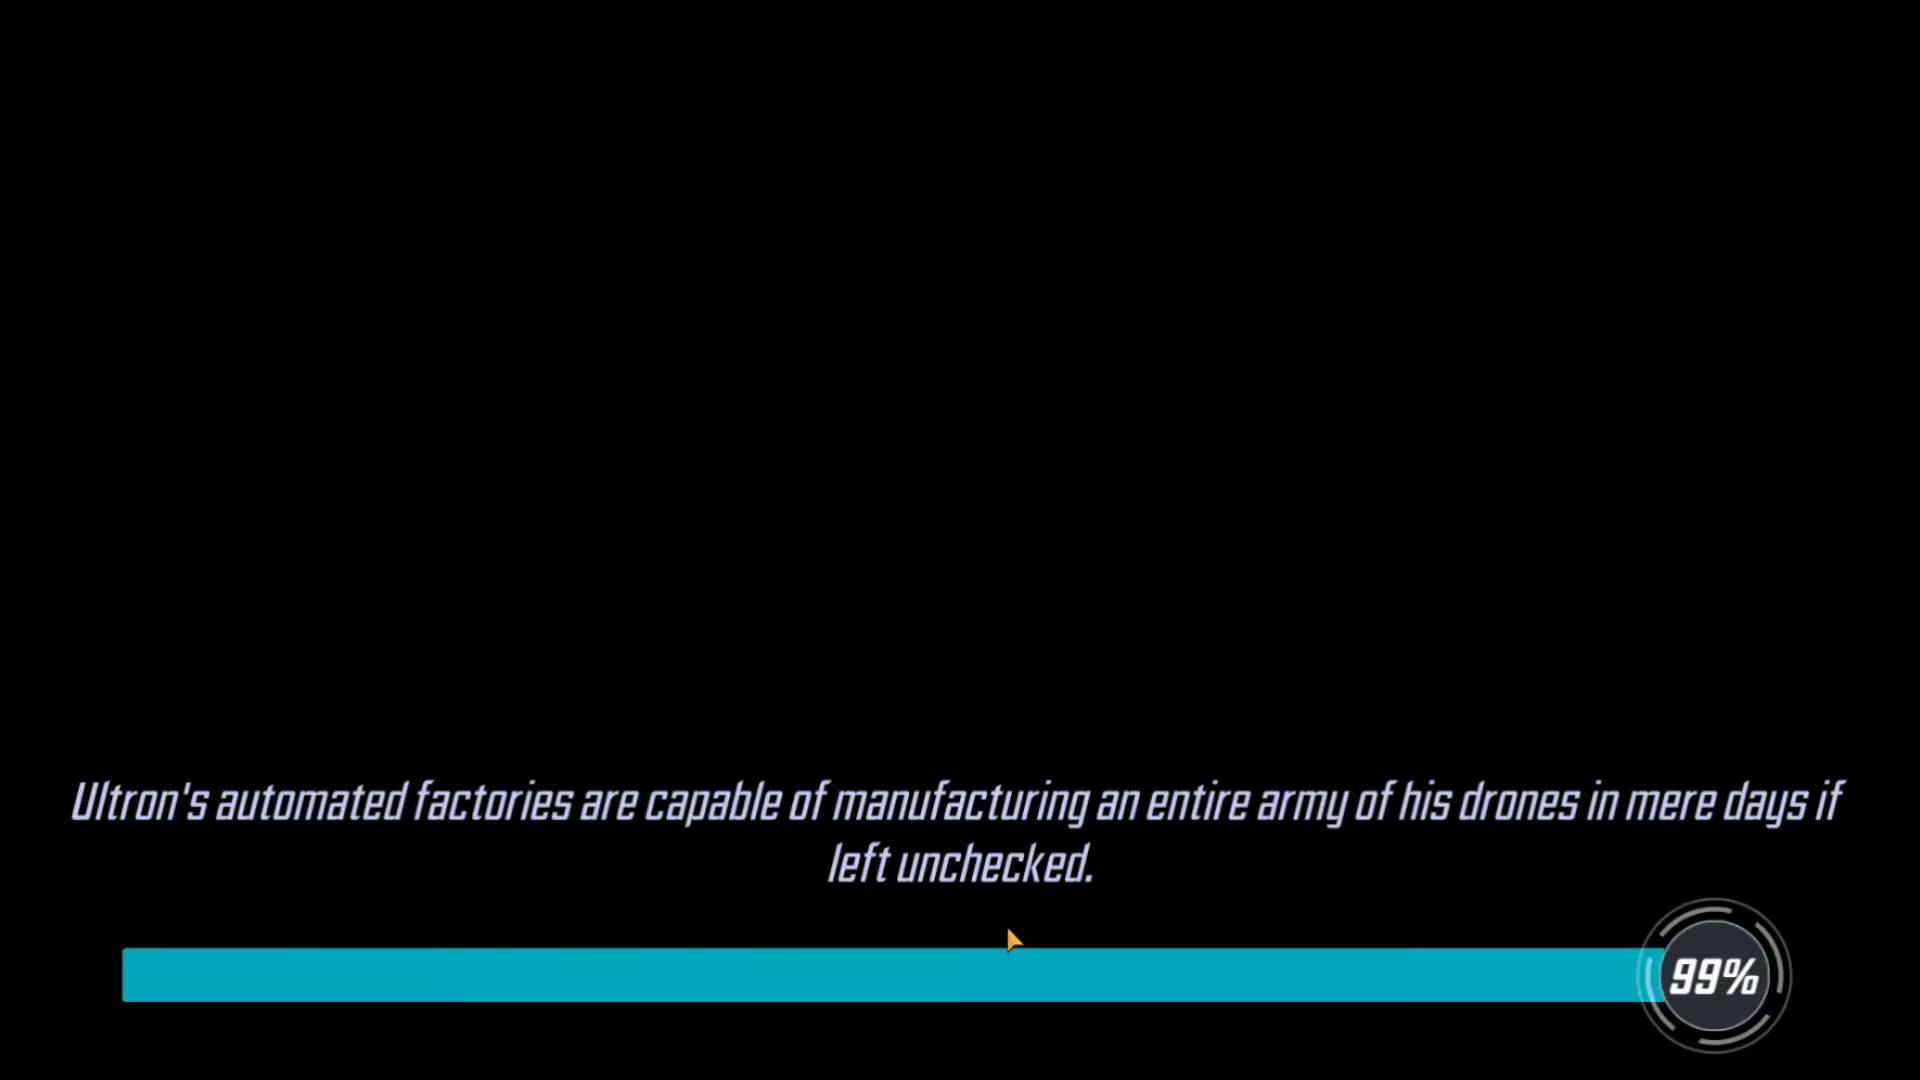 Ultron's automated factories are capable of manufacturing an entire army of his drones in mere days if
left unchecked.
99%